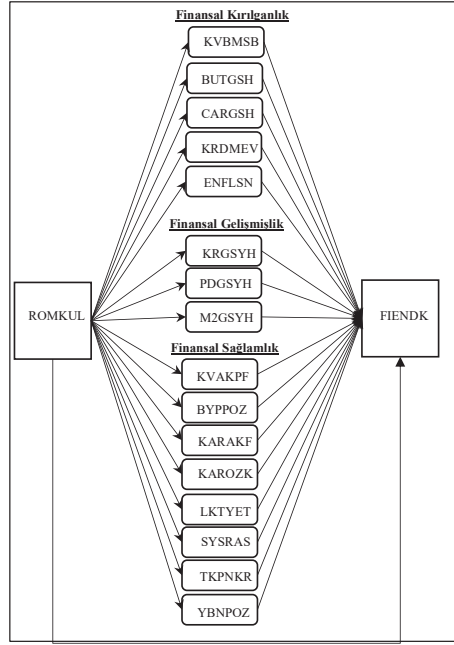 Finansal Kırılganlık
KVBMSB
BUTGSH
CARGSH
KRDMEV
ENFLSN
Finansal Gelişmişlik
KRGSYH
PDGSYH
M2GSYH
ROMKUL
FIENDK
Finansal Sağlamlık
KVAKPF
BYPPOZ
KARAKF
KAROZK
LKTYET
SYSRAS
TKPNKR
YBNPOZ